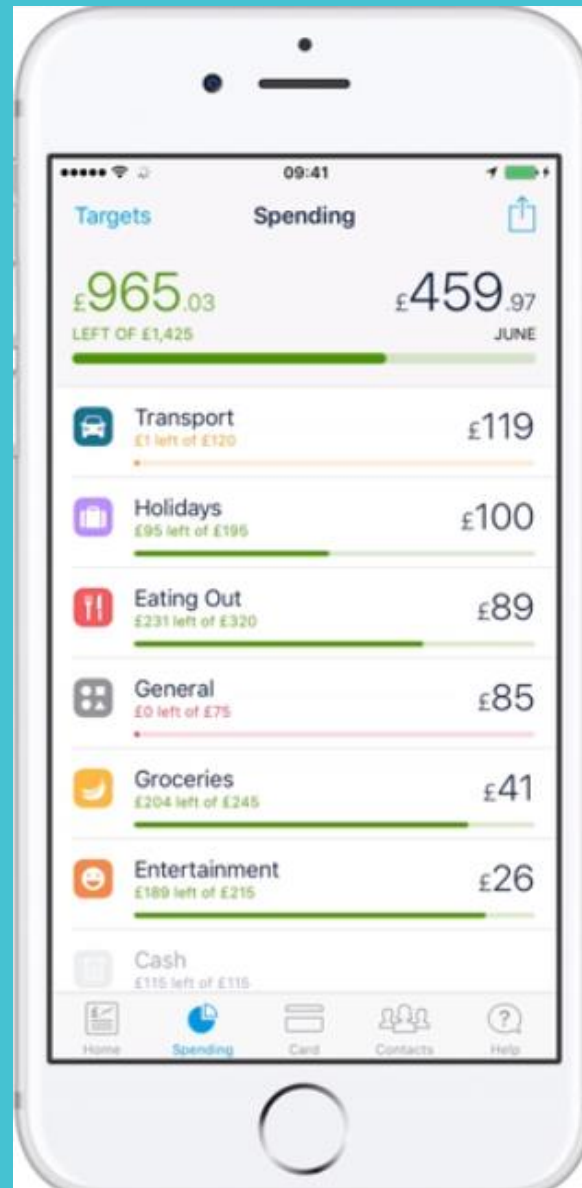 09:41
Targets Spending
£965.03 £459.97
LEFT OF £1,425 JUNE
Transport £119
£1 left of £120
Holidays £100
£95 left of £195
Eating Out £89
£231 left of £320
General £85
£0 left of £75
Groceries £41
£204 left of £245
Entertainment £26
£189 left of £215
Cash
£115 left of £115
Home Spending Card Contacts Help